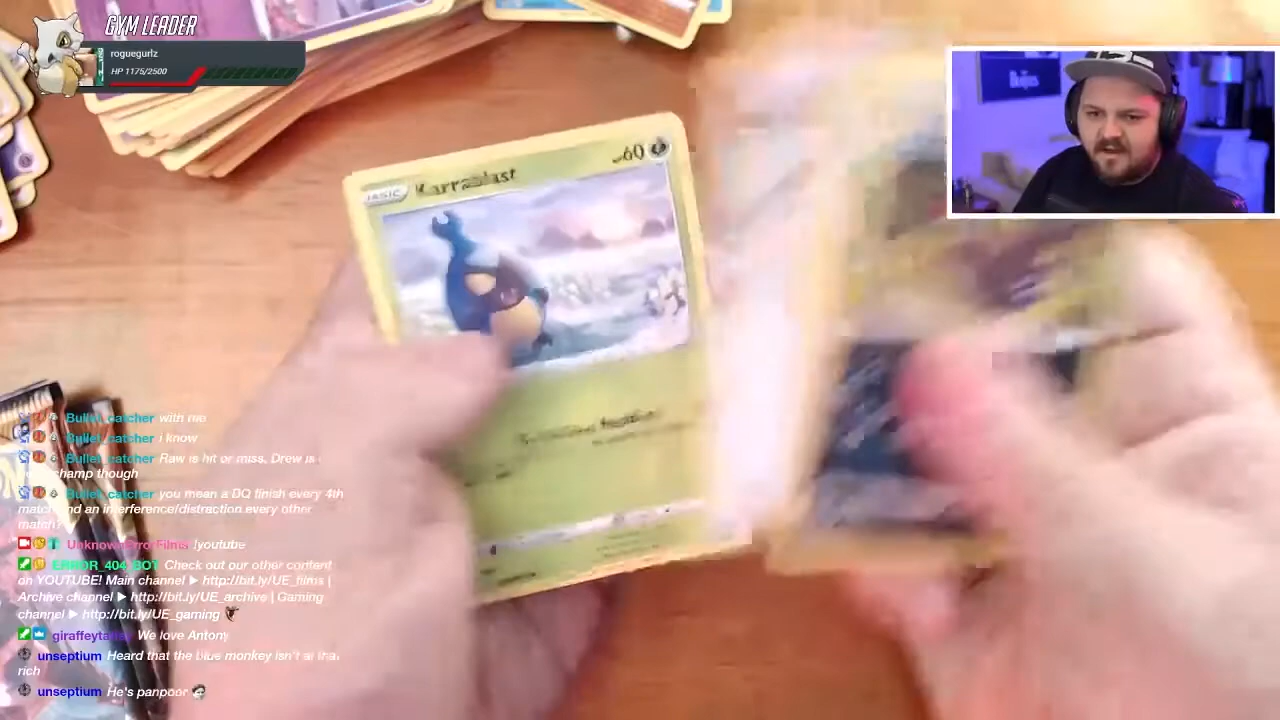 GYM LEADER
roguegurlz
HP 1175/2500
BASIC Karrablast 60
Bullet_catcher with me
Bullet_catcher i know
Bullet_catcher Raw is hit or miss. Drew is
champ though
Bullet_catcher you mean a DQ finish every 4th
match and an interference/distraction every other
match?
UnknownErrorFilms !youtube
ERROR_404_BOT Check out our other content
on YOUTUBE! Main channel ► http://bit.ly/UE_films |
Archive channel ► http://bit.ly/UE_archive | Gaming
channel ► http://bit.ly/UE_gaming
We love Antony
unseptium Heard that the blue monkey isn't all that
rich
unseptium He's panpoor